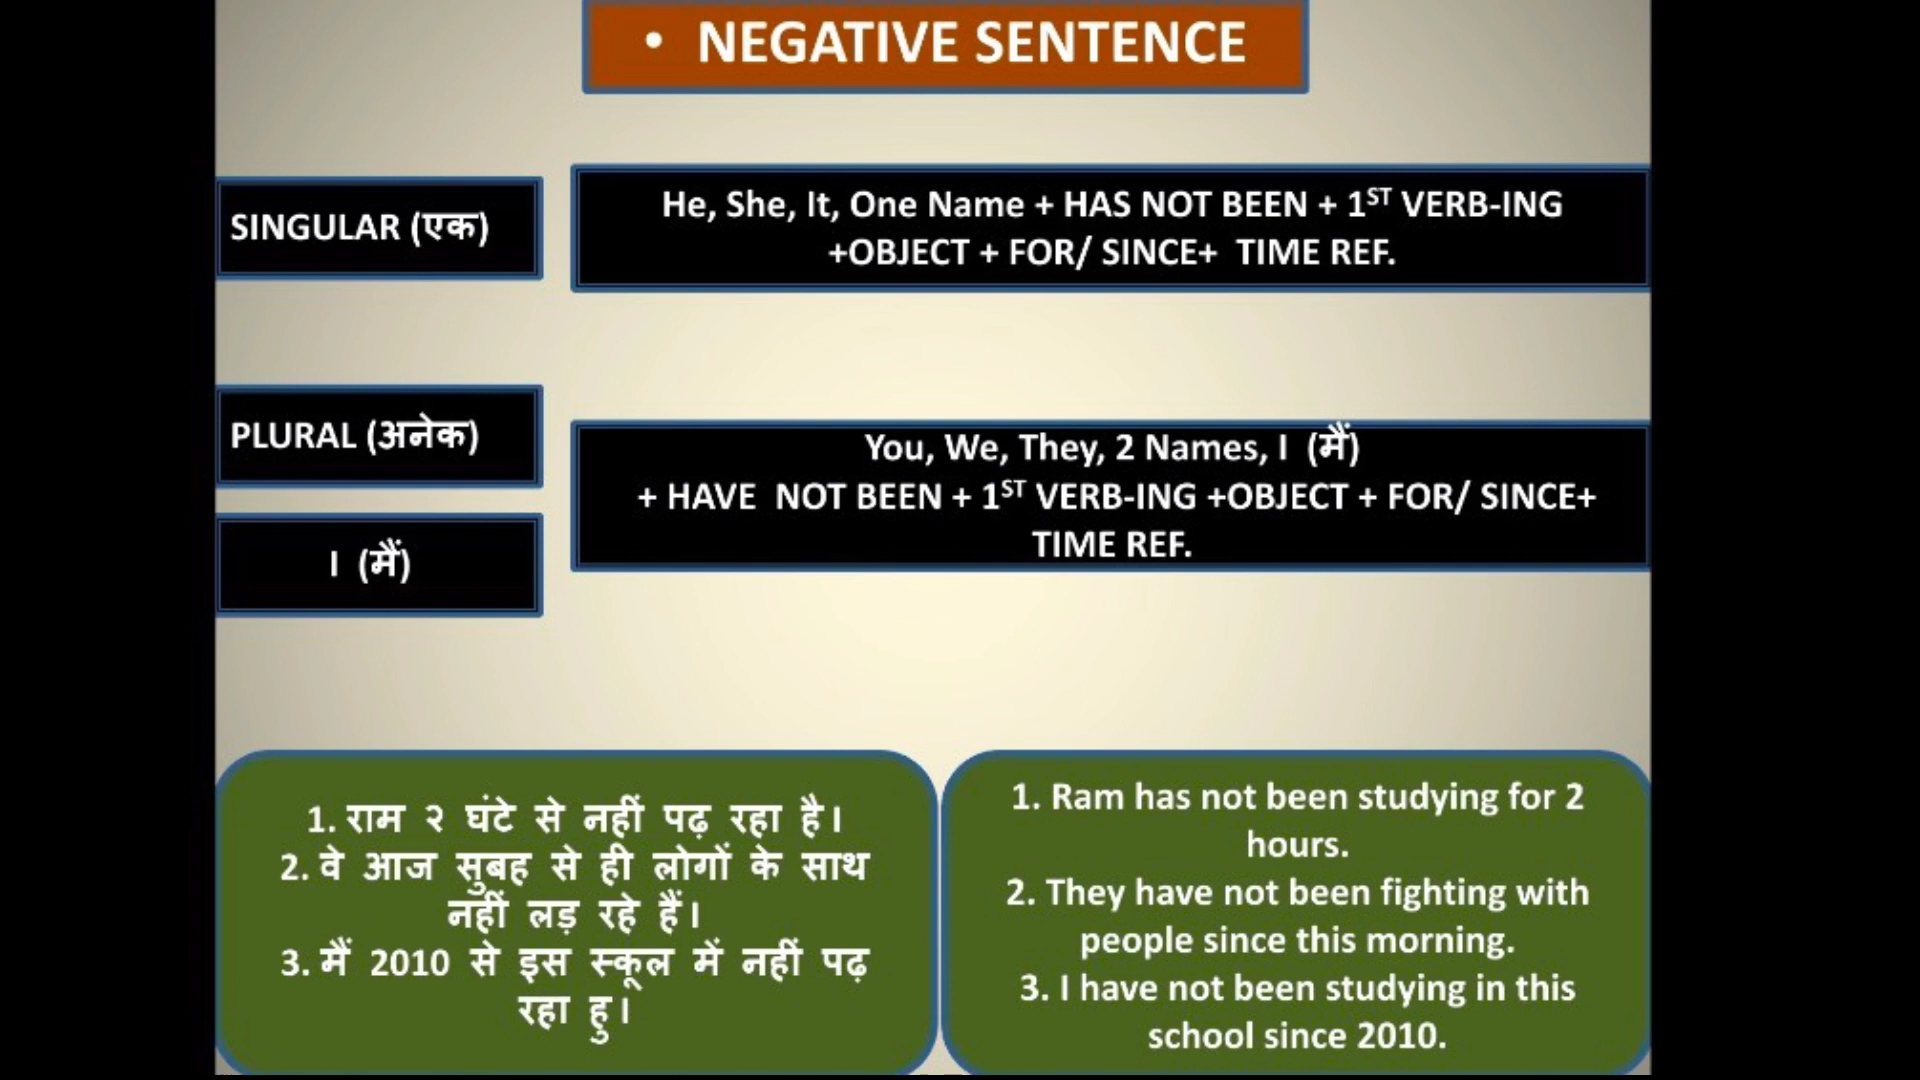 • NEGATIVE SENTENCE
SINGULAR (एक)
He, She, It, One Name + HAS NOT BEEN + 1ST VERB-ING
+OBJECT + FOR/ SINCE+ TIME REF.
PLURAL (अनेक)
I (मैं)
You, We, They, 2 Names, I (मैं)
+ HAVE NOT BEEN + 1ST VERB-ING +OBJECT + FOR/ SINCE+
TIME REF.
1. राम २ घंटे से नहीं पढ़ रहा है।
2. वे आज सुबह से ही लोगों के साथ
नहीं लड़ रहे हैं।
3. मैं 2010 से इस स्कूल में नहीं पढ़
रहा हु।
1. Ram has not been studying for 2
hours.
2. They have not been fighting with
people since this morning.
3. I have not been studying in this
school since 2010.